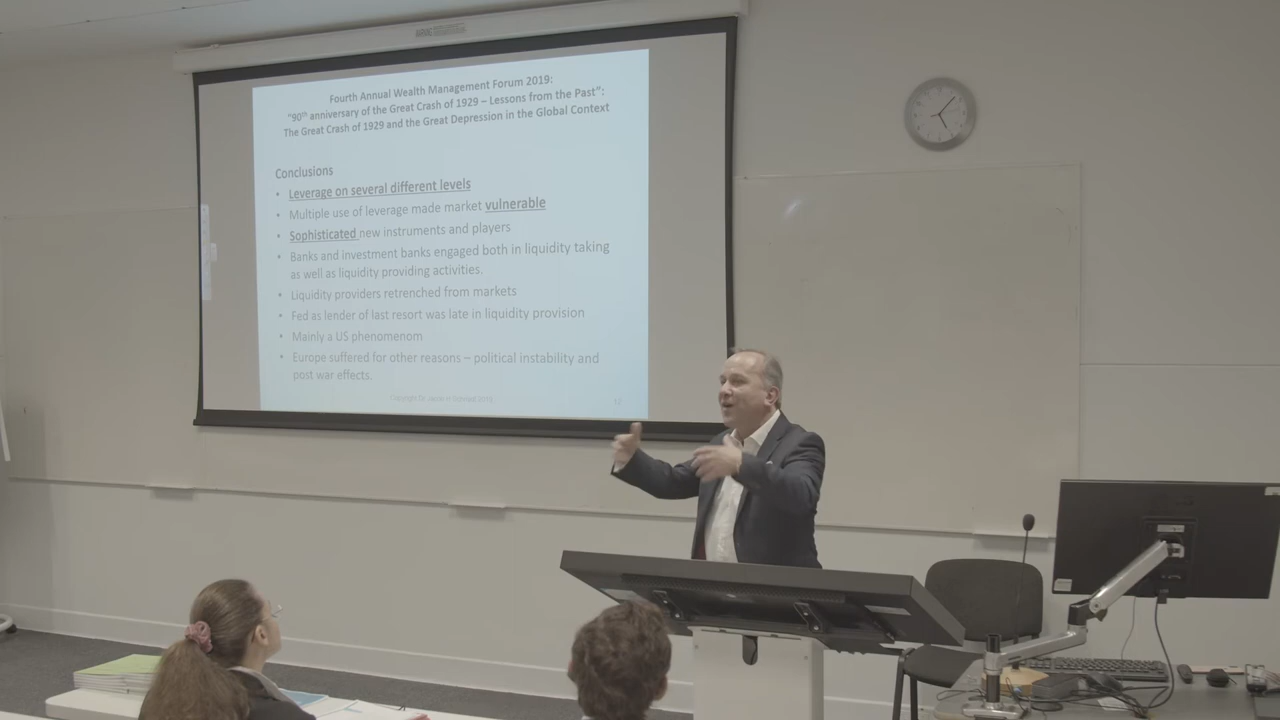 Fourth Annual Wealth Management Forum 2019:
"90th anniversary of the Great Crash of 1929 – Lessons from the Past":
The Great Crash of 1929 and the Great Depression in the Global Context
Conclusions
• Leverage on several different levels
• Multiple use of leverage made market vulnerable
• Sophisticated new instruments and players
• Banks and investment banks engaged both in liquidity taking
as well as liquidity providing activities.
• Liquidity providers retrenched from markets
• Fed as lender of last resort was late in liquidity provision
• Mainly a US phenomenom
• Europe suffered for other reasons – political instability and
post war effects.
Copyright Dr. 2019